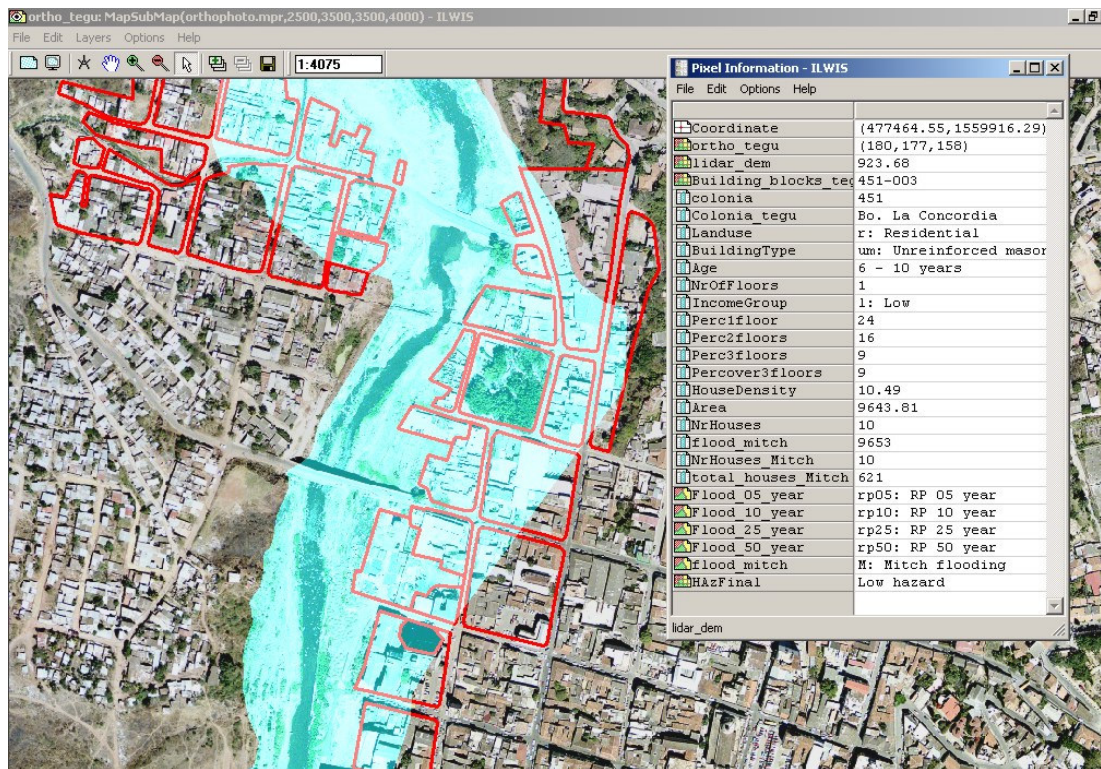 ortho_tegu: MapSubMap(orthophoto.mpr,2500,3500,3500,4000) - ILWIS
File Edit Layers Options Help
1:4075
Pixel Information - ILWIS
File Edit Options Help
Coordinate (477464.55,1559916.29)
ortho_tegu (180,177,158)
lidar_dem 923.68
Building_blocks_teg 451-003
colonia 451
Colonia_tegu Bo. La Concordia
Landuse r: Residential
BuildingType um: Unreinforced mason
Age 6 - 10 years
NrOfFloors 1
IncomeGroup l: Low
Perc1floor 24
Perc2floors 16
Perc3floors 9
Percover3floors 9
HouseDensity 10.49
Area 9643.81
NrHouses 10
flood_mitch 9653
NrHouses_Mitch 10
total_houses_Mitch 621
Flood_05_year rp05: RP 05 year
Flood_10_year rp10: RP 10 year
Flood_25_year rp25: RP 25 year
Flood_50_year rp50: RP 50 year
flood_mitch M: Mitch flooding
HAzFinal Low hazard
lidar_dem